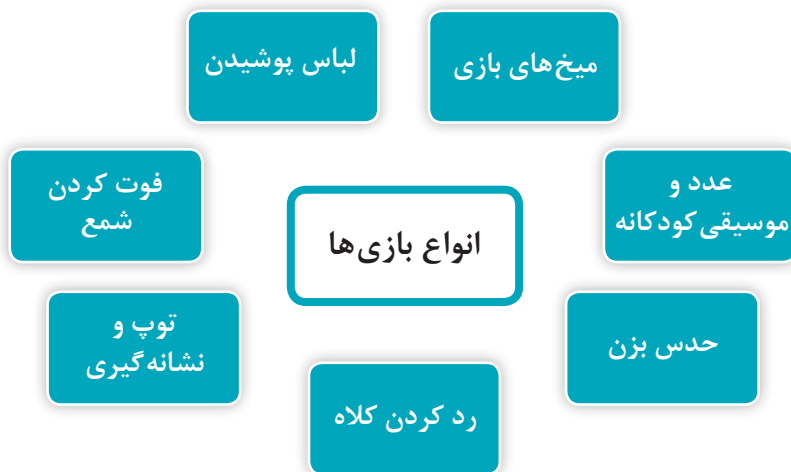 انواع بازی‌ها
میخ‌های بازی
عدد و
موسیقی کودکانه
حدس بزن
رد کردن کلاه
توپ و
نشانه‌گیری
فوت کردن
شمع
لباس پوشیدن